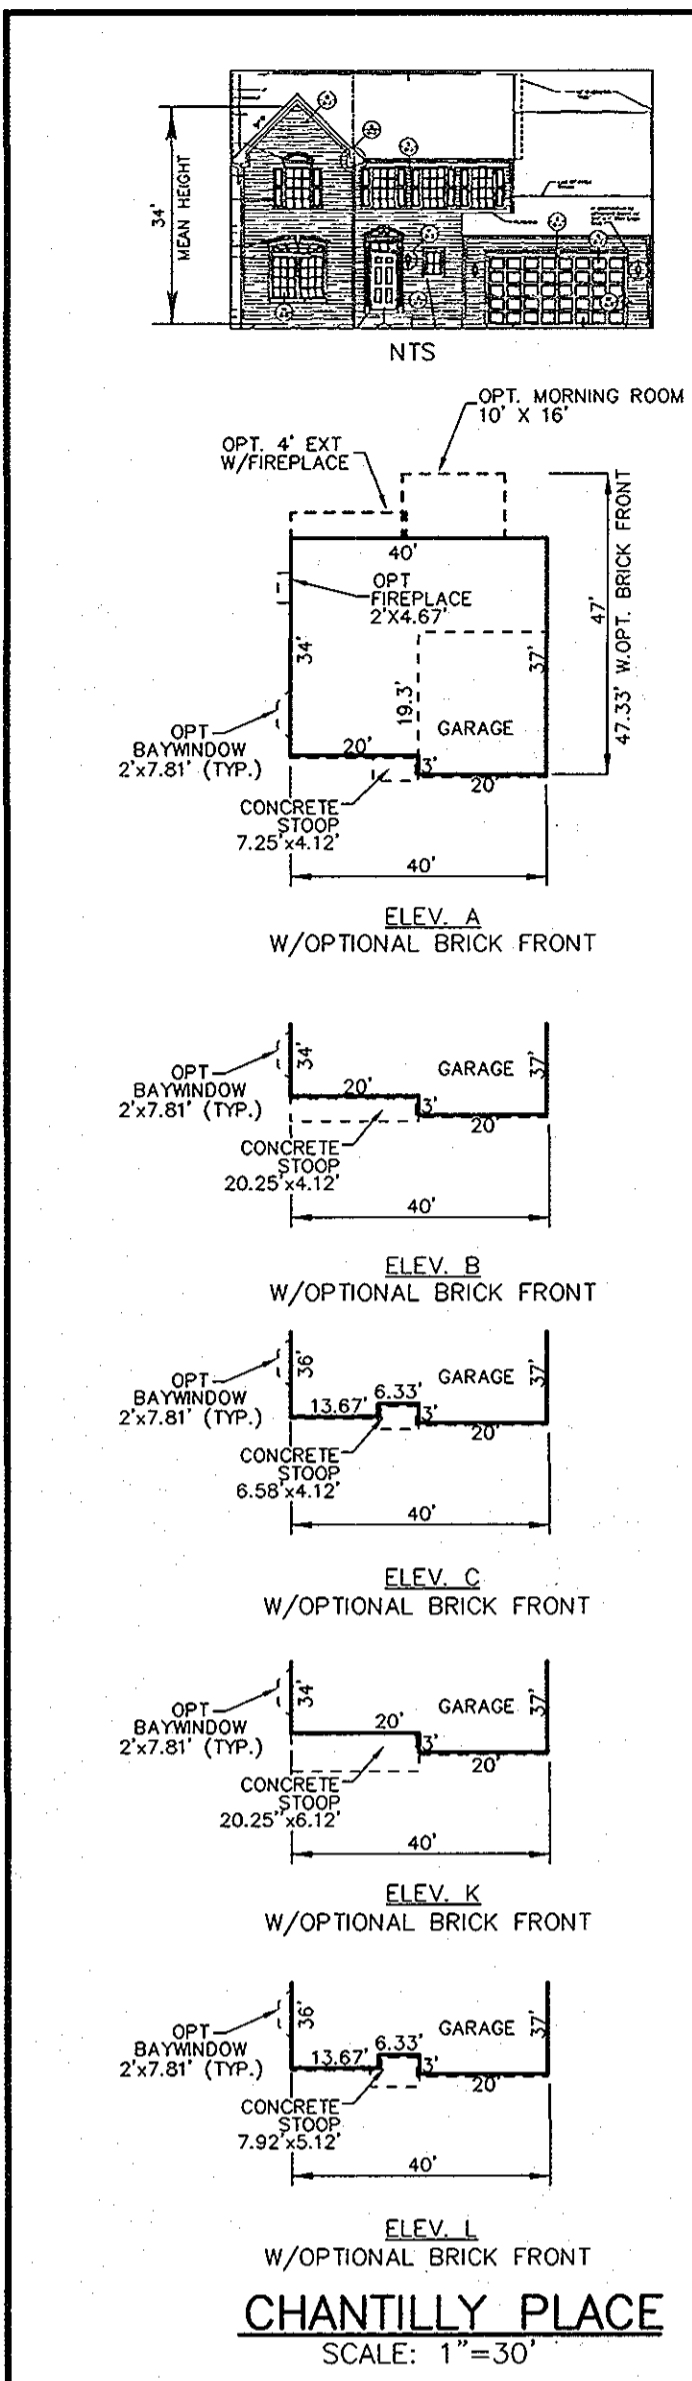 34'
MEAN HEIGHT
NTS
OPT. MORNING ROOM
10' X 16'
OPT. 4' EXT
W/FIREPLACE
40'
OPT
FIREPLACE
2'X4.67'
34'
19.3'
37'
47'
47.33' W.OPT. BRICK FRONT
GARAGE
OPT
BAYWINDOW
2'x7.81' (TYP.)
20'
3'
20'
CONCRETE
STOOP
7.25'x4.12'
40'
ELEV. A
W/OPTIONAL BRICK FRONT
34'
GARAGE
37'
OPT
BAYWINDOW
2'x7.81' (TYP.)
20'
3'
20'
CONCRETE
STOOP
20.25'x4.12'
40'
ELEV. B
W/OPTIONAL BRICK FRONT
36'
GARAGE
37'
OPT
BAYWINDOW
2'x7.81' (TYP.)
13.67'
6.33'
3'
20'
CONCRETE
STOOP
6.58'x4.12'
40'
ELEV. C
W/OPTIONAL BRICK FRONT
34'
GARAGE
37'
OPT
BAYWINDOW
2'x7.81' (TYP.)
20'
3'
20'
CONCRETE
STOOP
20.25"x6.12'
40'
ELEV. K
W/OPTIONAL BRICK FRONT
36'
GARAGE
37'
OPT
BAYWINDOW
2'x7.81' (TYP.)
13.67'
6.33'
3'
20'
CONCRETE
STOOP
7.92'x5.12'
40'
ELEV. L
W/OPTIONAL BRICK FRONT
CHANTILLY PLACE
SCALE: 1"=30'